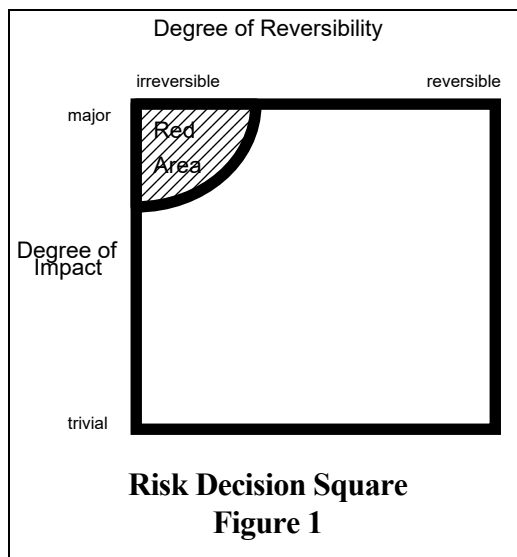 Degree of Reversibility
irreversible
reversible
major
Red
Area
Degree of
Impact
trivial
Risk Decision Square
Figure 1